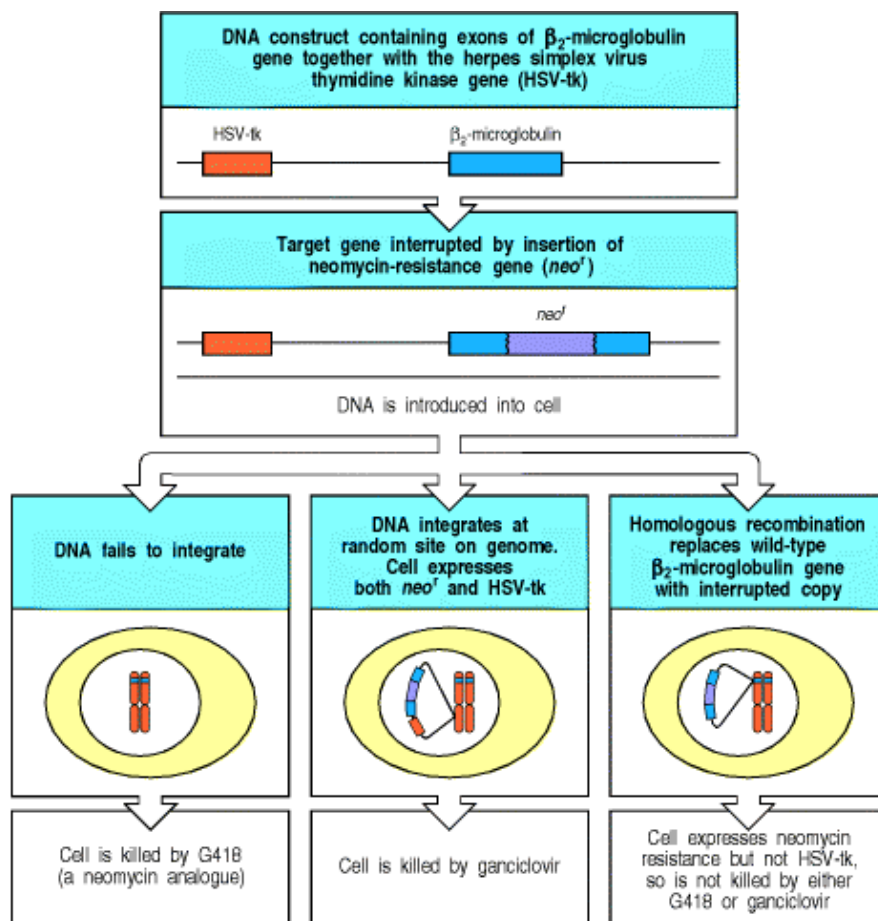 DNA construct containing exons of β₂-microglobulin
gene together with the herpes simplex virus
thymidine kinase gene (HSV-tk)
HSV-tk
β₂-microglobulin
Target gene interrupted by insertion of
neomycin-resistance gene (neoʳ)
neoʳ
DNA is introduced into cell
DNA fails to integrate
DNA integrates at
random site on genome.
Cell expresses
both neoʳ and HSV-tk
Homologous recombination
replaces wild-type
β₂-microglobulin gene
with interrupted copy
Cell is killed by G418
(a neomycin analogue)
Cell is killed by ganciclovir
Cell expresses neomycin
resistance but not HSV-tk,
so is not killed by either
G418 or ganciclovir